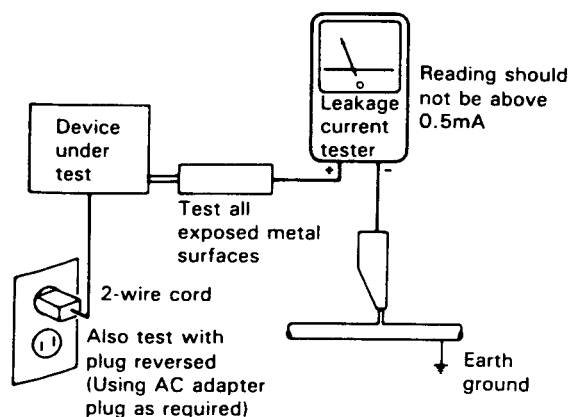 Reading should
not be above
0.5mA
Leakage
current
tester
+ -
Device
under
test
Test all
exposed metal
surfaces
2-wire cord
Also test with
plug reversed
(Using AC adapter
plug as required)
Earth
ground